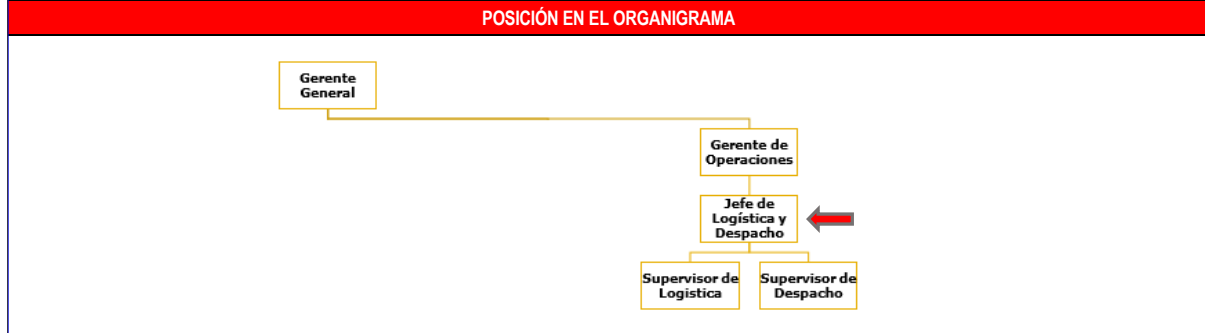 POSICIÓN EN EL ORGANIGRAMA
Gerente
General
Gerente de
Operaciones
Jefe de
Logística y
Despacho
Supervisor de
Logistica
Supervisor de
Despacho